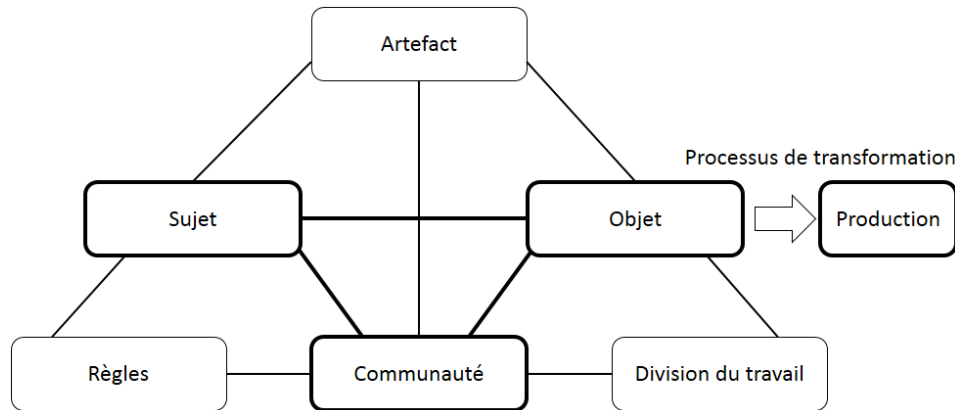 Artefact
Processus de transformation
Sujet
Objet
Production
Règles
Communauté
Division du travail